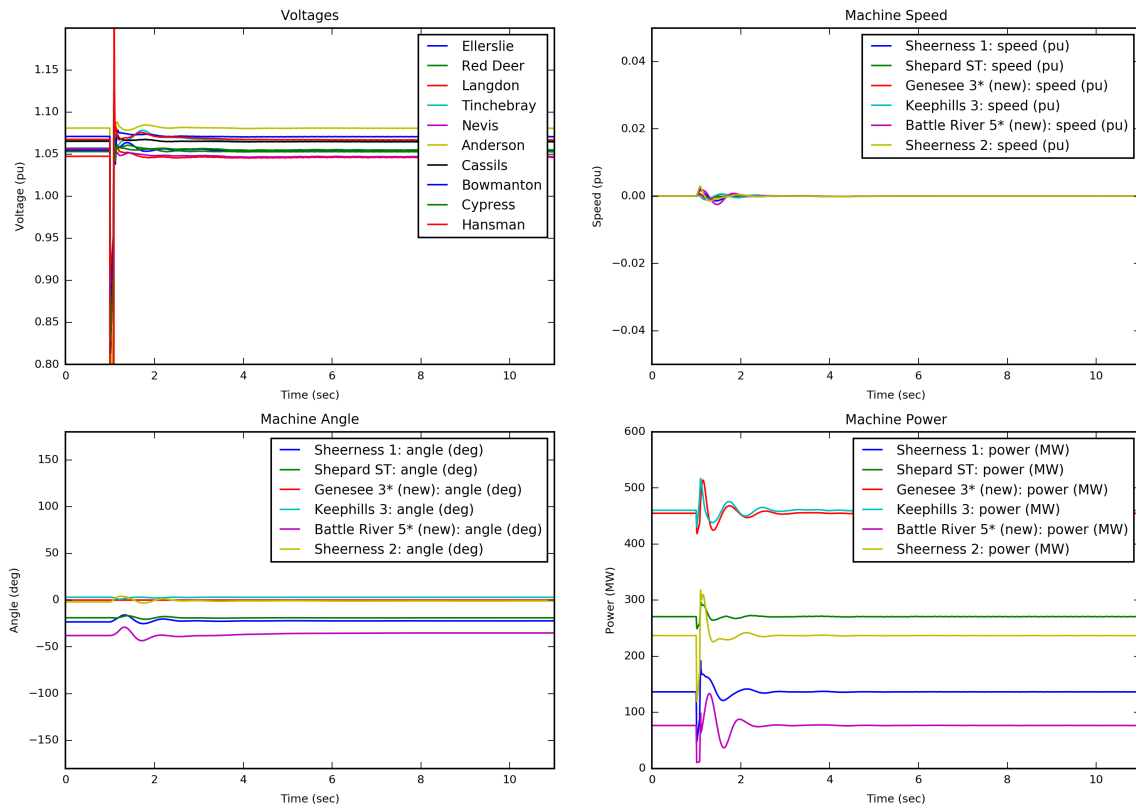 Voltages
1.15
1.10
1.05
1.00
0.95
0.90
0.85
0.80
Voltage (pu)
0
2
4
6
8
10
Time (sec)
Ellerslie
Red Deer
Langdon
Tinchebray
Nevis
Anderson
Cassils
Bowmanton
Cypress
Hansman
Machine Speed
0.04
0.02
0.00
−0.02
−0.04
Speed (pu)
0
2
4
6
8
10
Time (sec)
Sheerness 1: speed (pu)
Shepard ST: speed (pu)
Genesee 3* (new): speed (pu)
Keephills 3: speed (pu)
Battle River 5* (new): speed (pu)
Sheerness 2: speed (pu)
Machine Angle
150
100
50
0
−50
−100
−150
Angle (deg)
0
2
4
6
8
10
Time (sec)
Sheerness 1: angle (deg)
Shepard ST: angle (deg)
Genesee 3* (new): angle (deg)
Keephills 3: angle (deg)
Battle River 5* (new): angle (deg)
Sheerness 2: angle (deg)
Machine Power
600
500
400
300
200
100
0
Power (MW)
0
2
4
6
8
10
Time (sec)
Sheerness 1: power (MW)
Shepard ST: power (MW)
Genesee 3* (new): power (MW)
Keephills 3: power (MW)
Battle River 5* (new): power (MW)
Sheerness 2: power (MW)